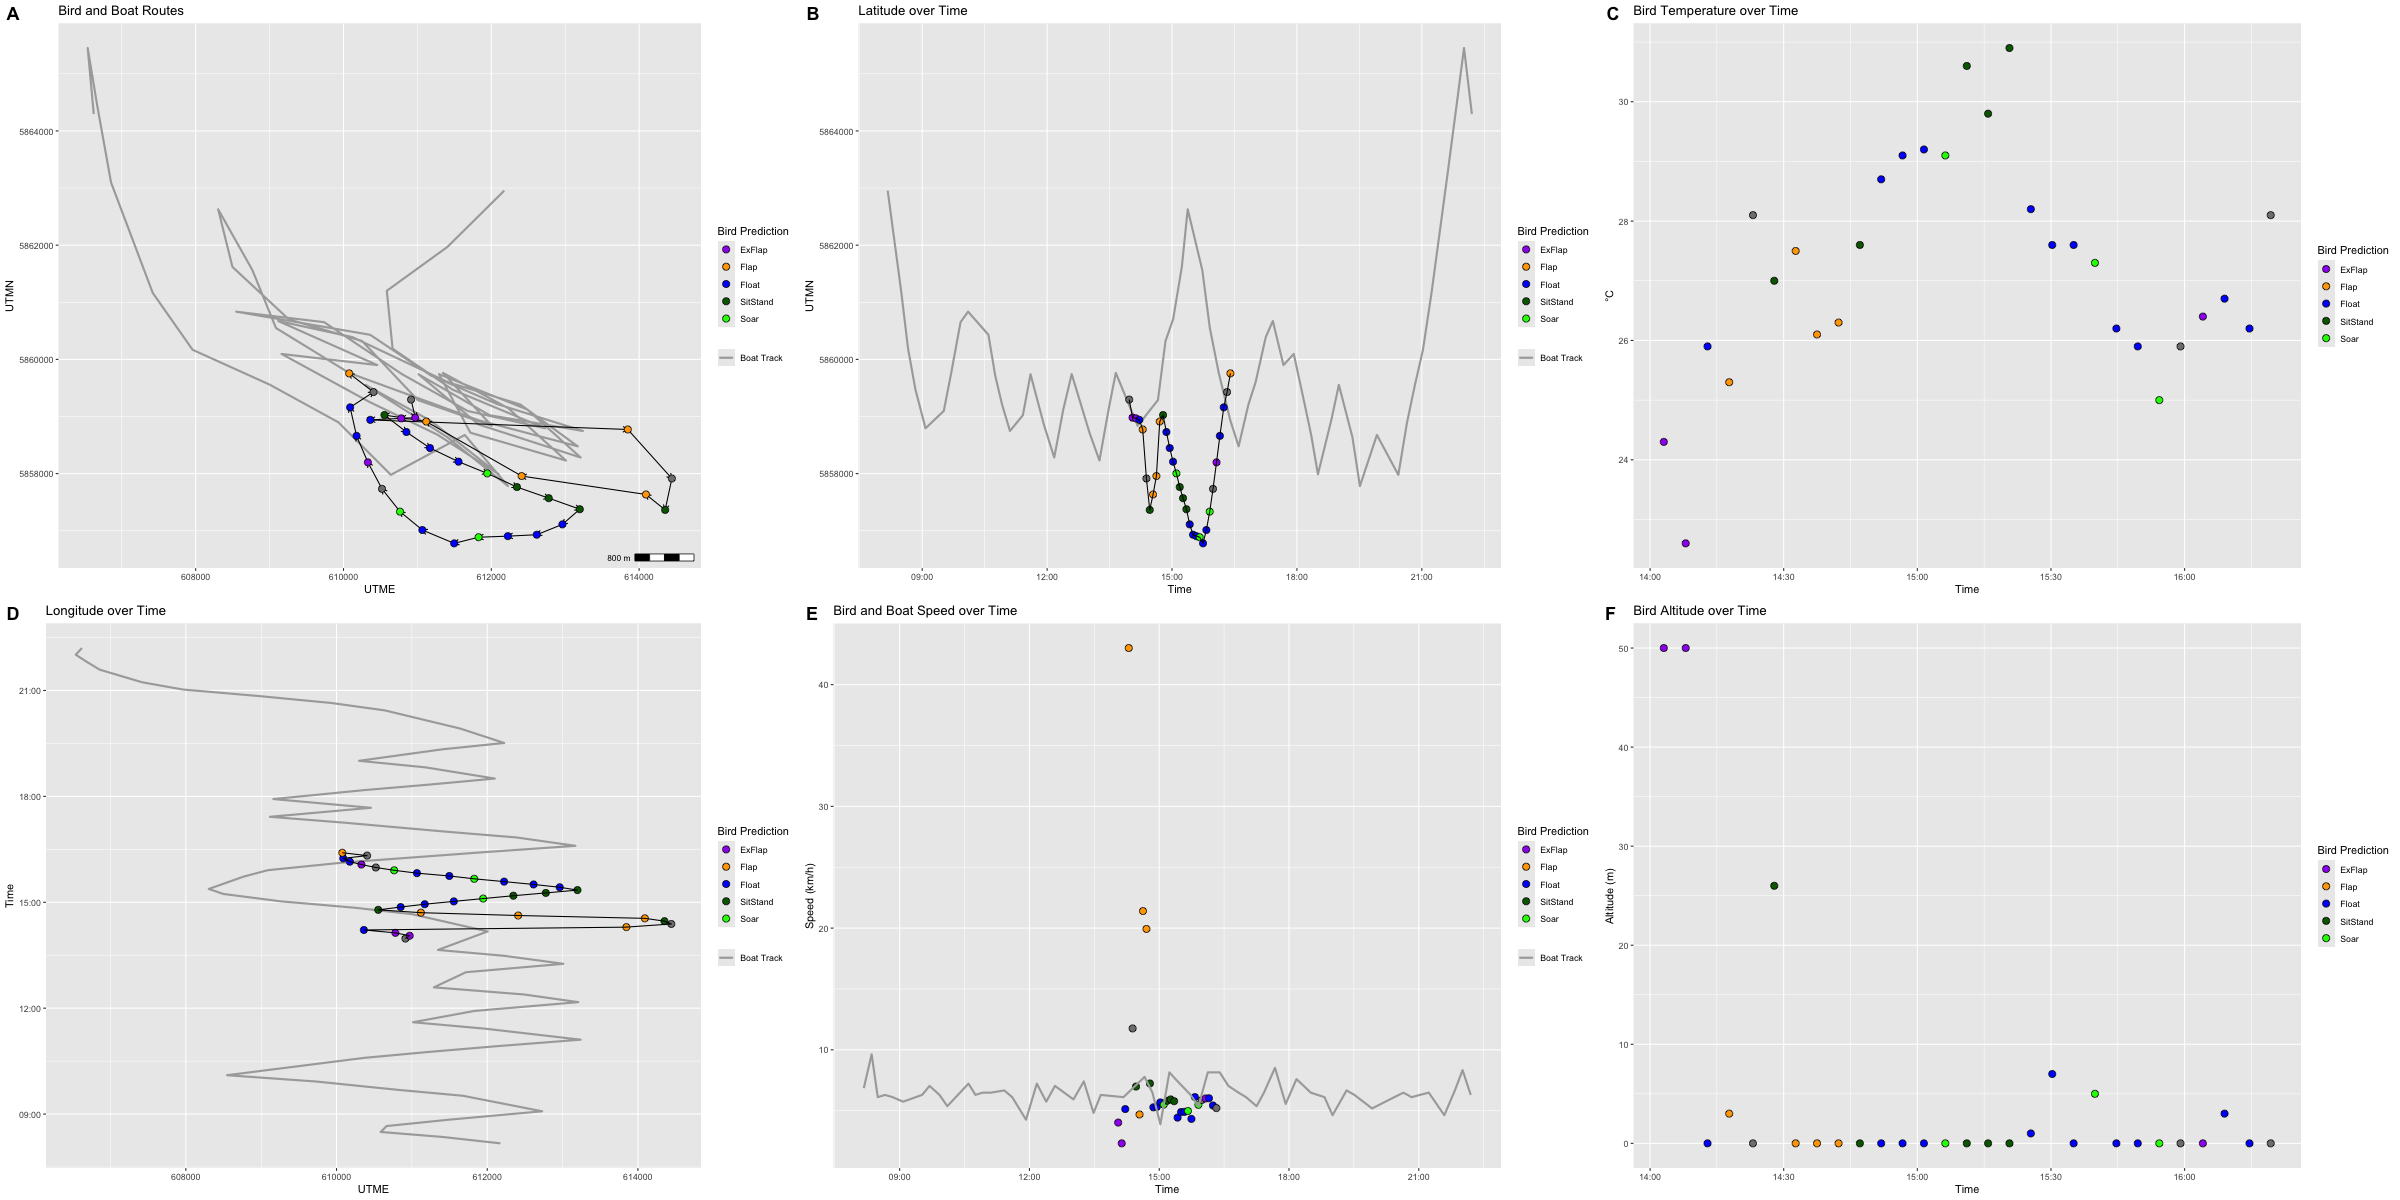 A Bird and Boat Routes
UTMN
5864000
5862000
5860000
5858000
608000 610000 612000 614000
UTME
800 m
Bird Prediction
ExFlap
Flap
Float
SitStand
Soar
Boat Track
B Latitude over Time
UTMN
5864000
5862000
5860000
5858000
09:00 12:00 15:00 18:00 21:00
Time
Bird Prediction
ExFlap
Flap
Float
SitStand
Soar
Boat Track
C Bird Temperature over Time
°C
30
28
26
24
14:00 14:30 15:00 15:30 16:00
Time
Bird Prediction
ExFlap
Flap
Float
SitStand
Soar
D Longitude over Time
Time
21:00
18:00
15:00
12:00
09:00
608000 610000 612000 614000
UTME
Bird Prediction
ExFlap
Flap
Float
SitStand
Soar
Boat Track
E Bird and Boat Speed over Time
Speed (km/h)
40
30
20
10
09:00 12:00 15:00 18:00 21:00
Time
Bird Prediction
ExFlap
Flap
Float
SitStand
Soar
Boat Track
F Bird Altitude over Time
Altitude (m)
50
40
30
20
10
0
14:00 14:30 15:00 15:30 16:00
Time
Bird Prediction
ExFlap
Flap
Float
SitStand
Soar